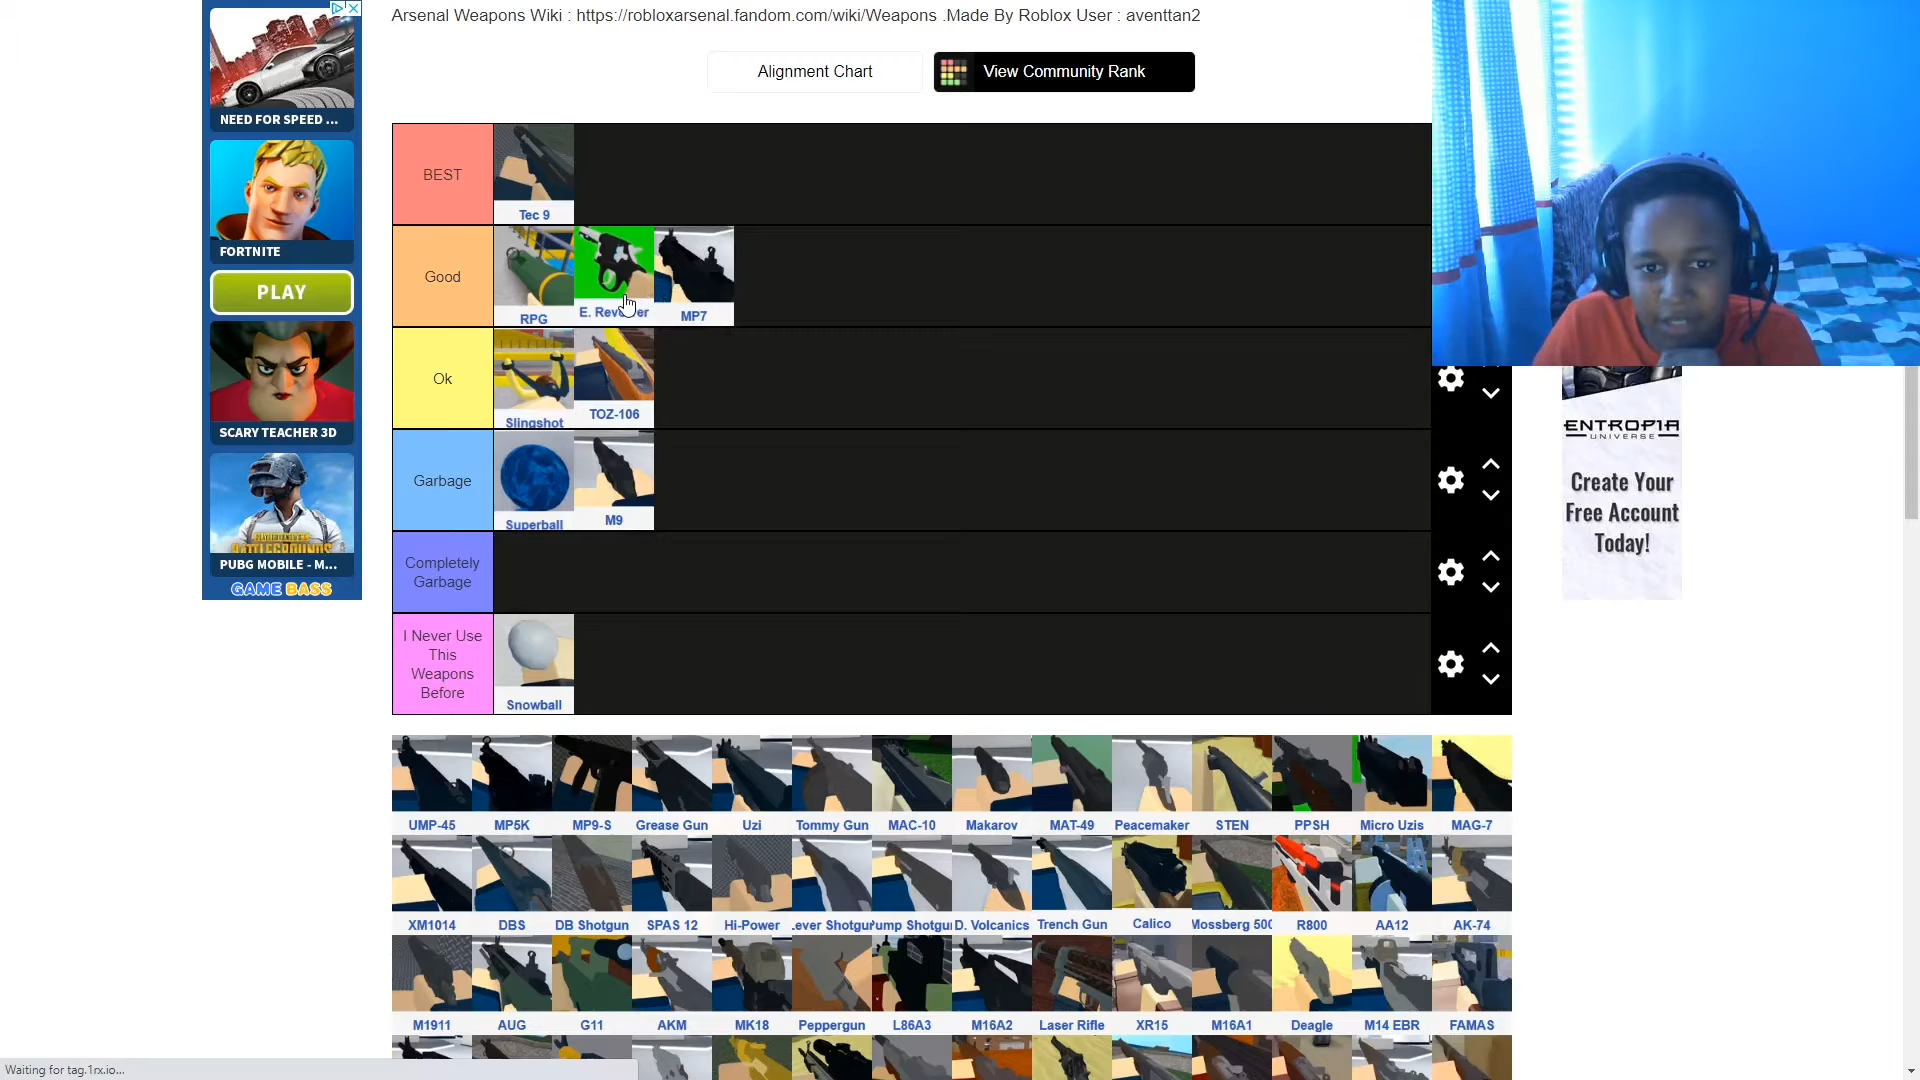 Arsenal Weapons Wiki : https://robloxarsenal.fandom.com/wiki/Weapons .Made By Roblox User : aventtan2
Alignment Chart
View Community Rank
NEED FOR SPEED ...
FORTNITE
PLAY
SCARY TEACHER 3D
BATTLEGROUNDS
PUBG MOBILE - M...
GAME BASS
BEST
Tec 9
Good
RPG
MP7
Ok
Slingshot
TOZ-106
Garbage
Superball
M9
Completely
Garbage
I Never Use
This
Weapons
Before
Snowball
ENTROPIA
UNIVERSE
Create Your
Free Account
Today!
UMP-45 MP5K MP9-S Grease Gun Uzi Tommy Gun MAC-10 Makarov MAT-49 Peacemaker STEN PPSH Micro Uzis MAG-7
XM1014 DBS DB Shotgun SPAS 12 Hi-Power D. Volcanics Trench Gun Calico Mossberg 500 R800 AA12 AK-74
M1911 AUG G11 AKM MK18 Peppergun L86A3 M16A2 Laser Rifle XR15 M16A1 Deagle M14 EBR FAMAS
Waiting for tag.1rx.io...